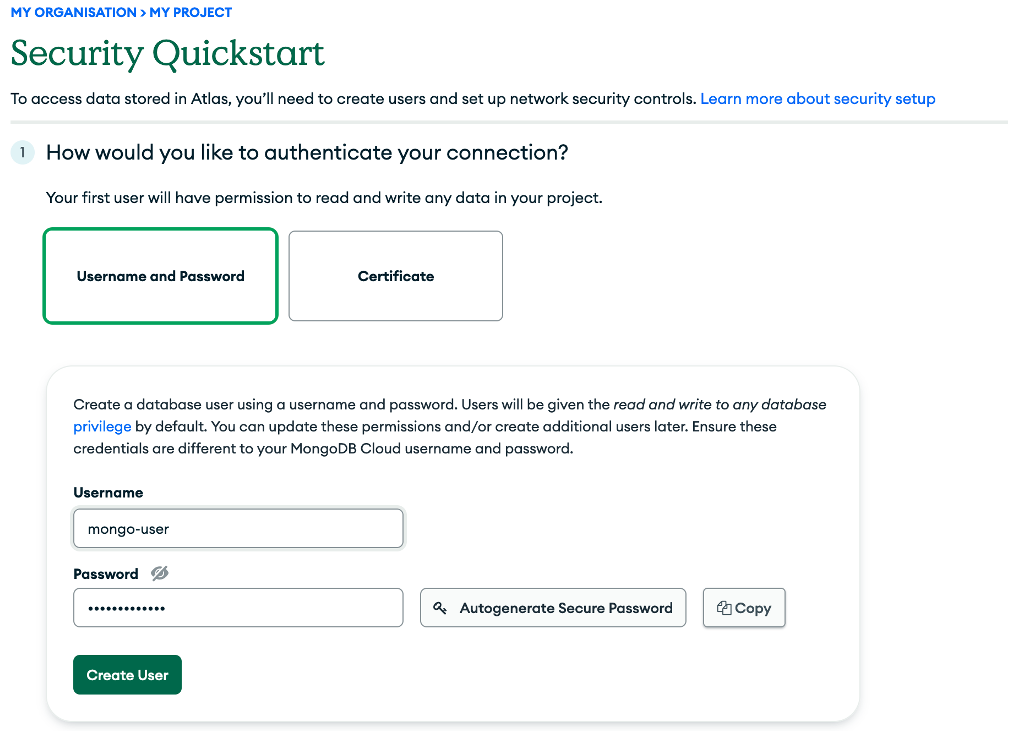 MY ORGANISATION > MY PROJECT
Security Quickstart
To access data stored in Atlas, you'll need to create users and set up network security controls. Learn more about security setup
1 How would you like to authenticate your connection?
Your first user will have permission to read and write any data in your project.
Username and Password Certificate
Create a database user using a username and password. Users will be given the read and write to any database
privilege by default. You can update these permissions and/or create additional users later. Ensure these
credentials are different to your MongoDB Cloud username and password.
Username
mongo-user
Password
••••••••••••• Autogenerate Secure Password Copy
Create User